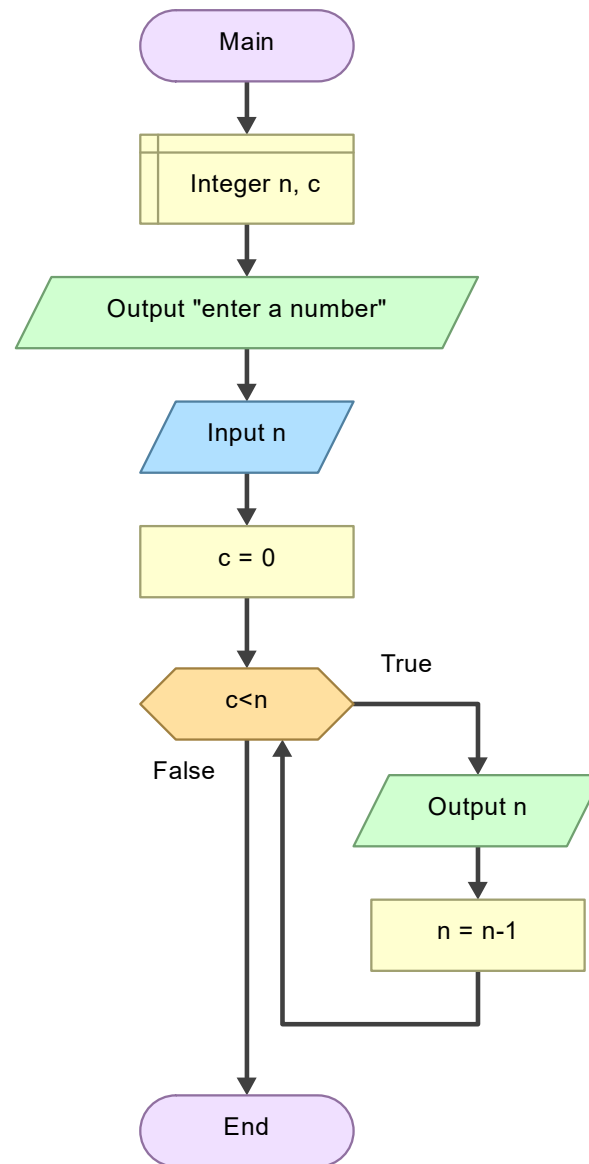 Main
Integer n, c
Output "enter a number"
Input n
c = 0
c<n
True
False
Output n
n = n-1
End